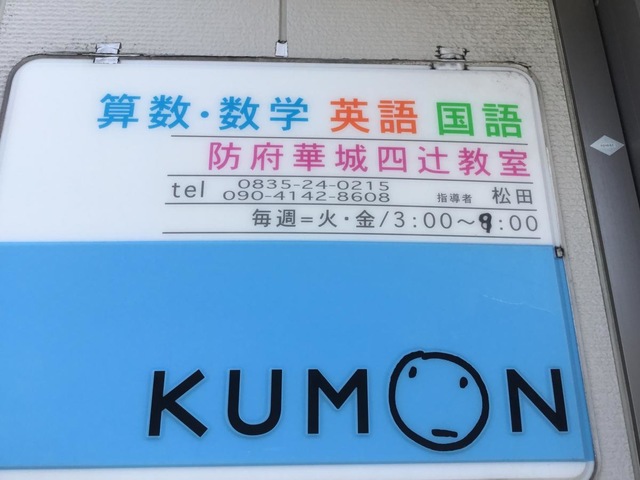 算数・数学 英語 国語
防府華城四辻教室
tel 0835-24-0215
090-4142-8608 指導者 松田
毎週=火・金/3:00〜9:00
KUMON